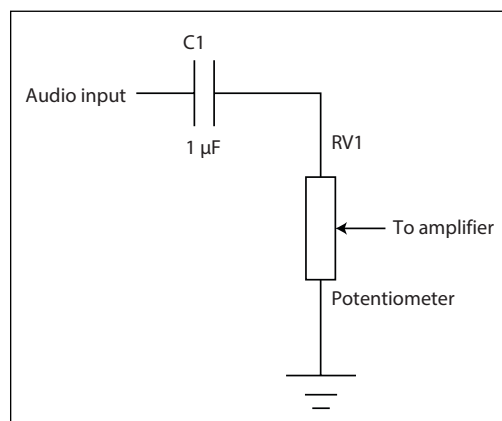 C1
Audio input
1 µF
RV1
To amplifier
Potentiometer